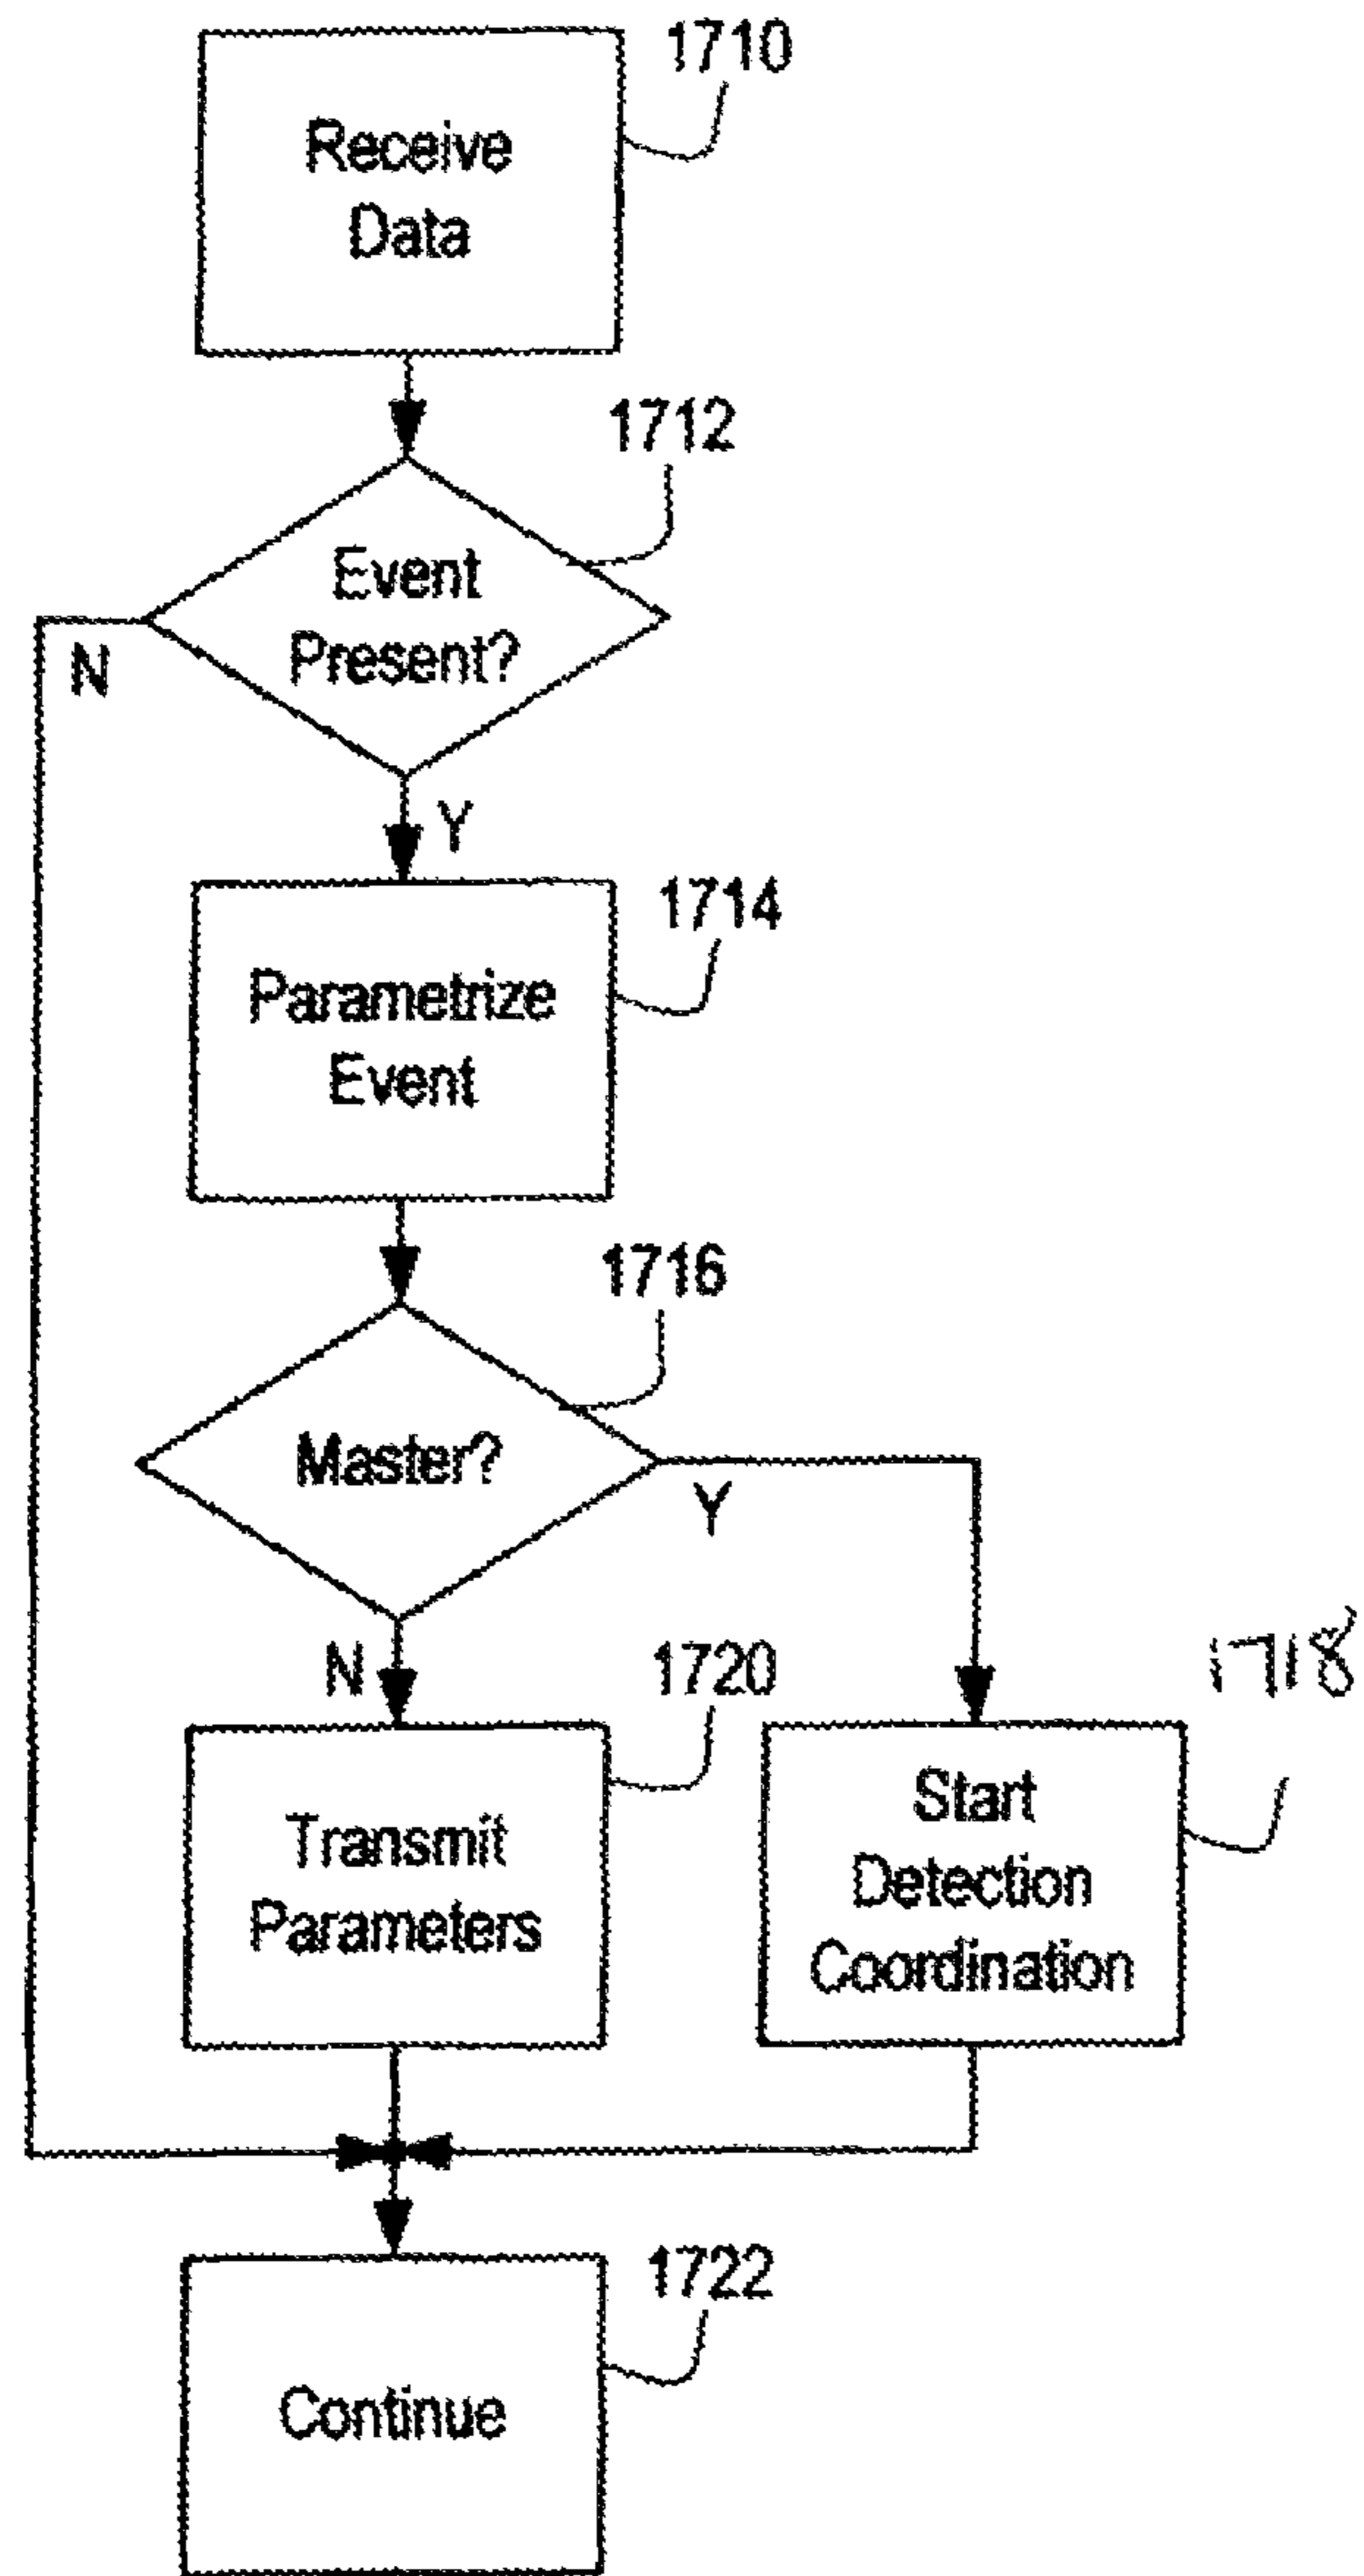 1710
Receive
Data
1712
Event
Present?
N
Y
1714
Parametrize
Event
1716
Master?
Y
N
1720
1718
Transmit
Parameters
Start
Detection
Coordination
1722
Continue